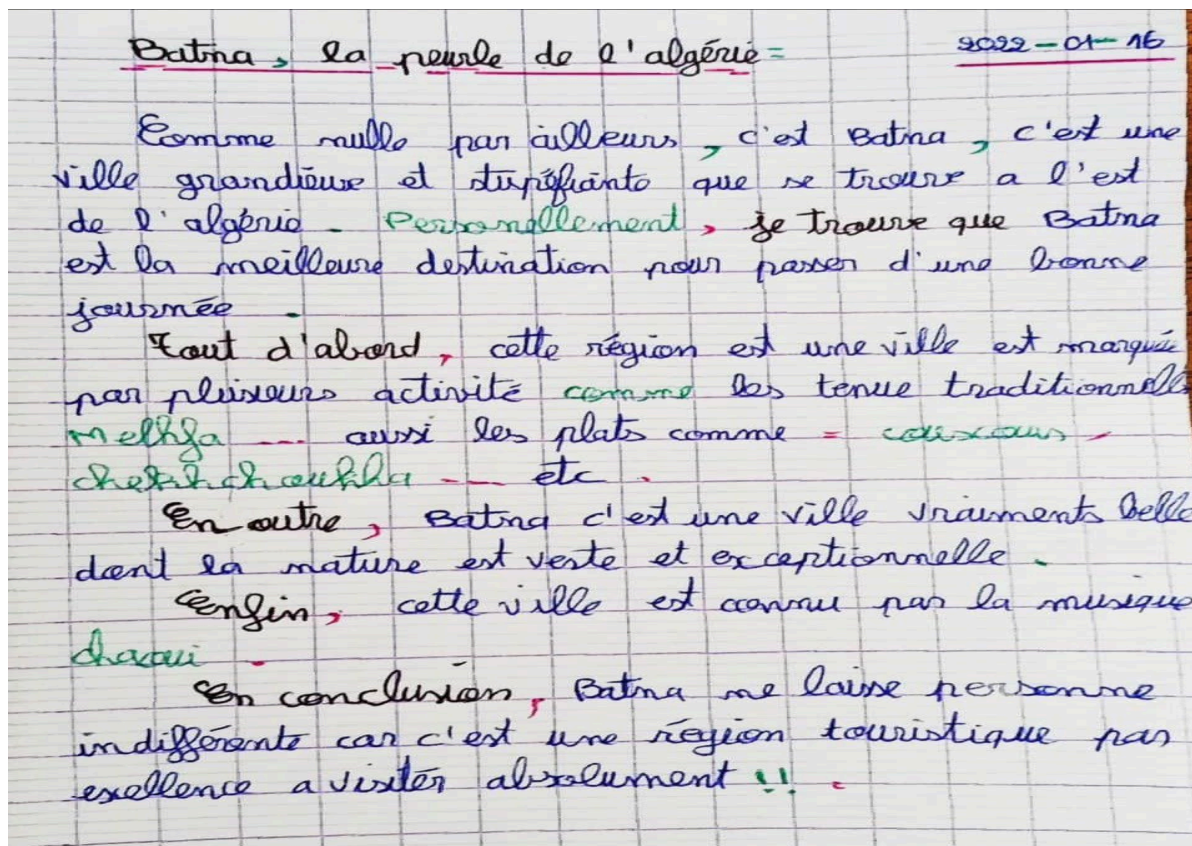 Batna, la peurle de l'algérie = 2022-01-16
Comme nulle par ailleurs, c'est Batna, c'est une
ville grandieuse et stupéfiante que se trouve a l'est
de l'algérie. Personellement, je trouve que Batna
est la meilleure destination pour passer d'une bonne
journée.
Tout d'abord, cette région est une ville est marquée
par pleusieurs activité comme les tenue traditionnelle
Melhfa ... aussi les plats comme = couscous -
chekhchoukha ... etc.
En outre, Batna c'est une ville vraiments belle
dont la nature est verte et exceptionnelle.
Enfin, cette ville est connu par la musique
chaoui.
En conclusion, Batna ne laisse personne
indifférente car c'est une région touristique par
exellence a visiter absolument !! .